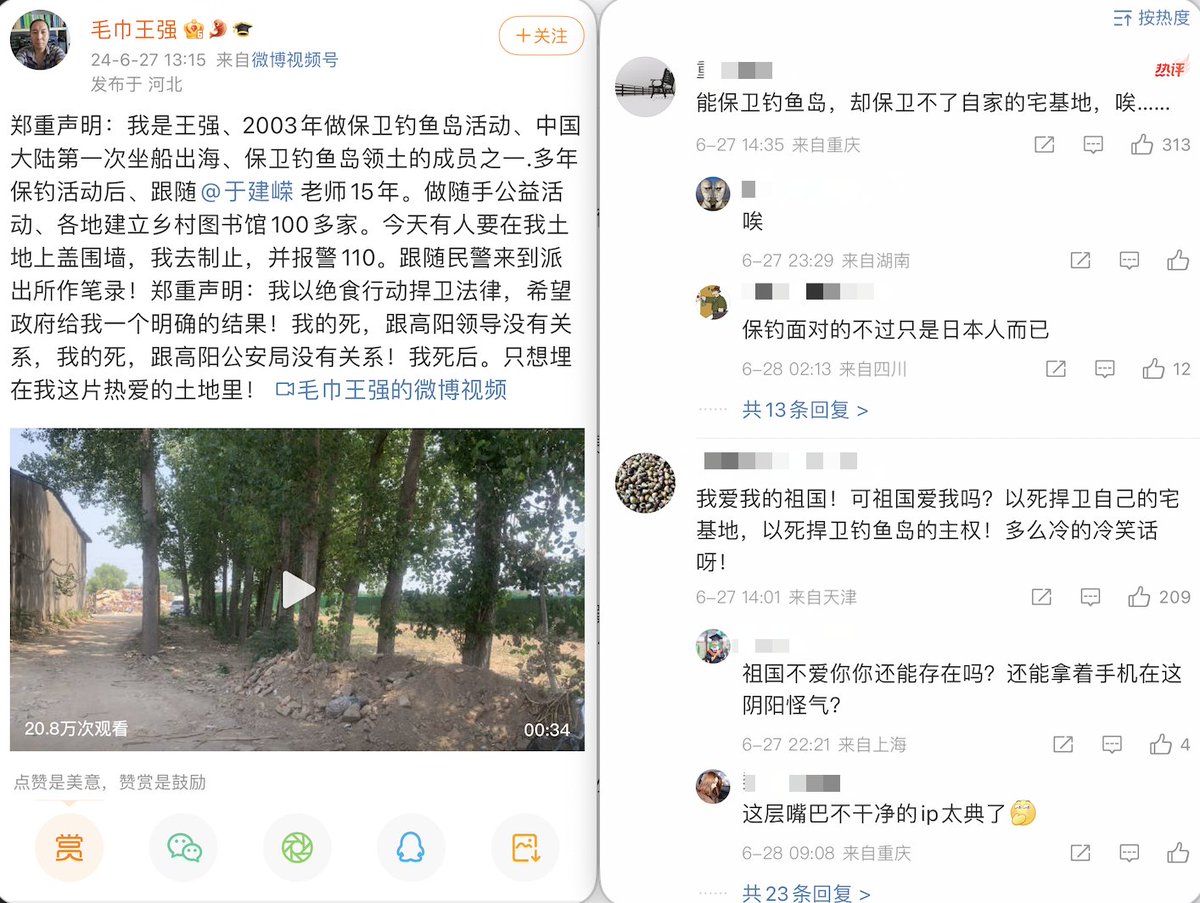 毛巾王强
+关注
24-6-27 13:15 来自微博视频号
发布于 河北
郑重声明：我是王强、2003年做保卫钓鱼岛活动、中国
大陆第一次坐船出海、保卫钓鱼岛领土的成员之一.多年
保钓活动后、跟随@于建嵘 老师15年。做随手公益活
动、各地建立乡村图书馆100多家。今天有人要在我土
地上盖围墙，我去制止，并报警110。跟随民警来到派
出所作笔录！郑重声明：我以绝食行动捍卫法律，希望
政府给我一个明确的结果！我的死，跟高阳领导没有关
系，我的死，跟高阳公安局没有关系！我死后。只想埋
在我这片热爱的土地里！ 毛巾王强的微博视频
20.8万次观看
00:34
点赞是美意，赞赏是鼓励
赏
按热度
热评
能保卫钓鱼岛，却保卫不了自家的宅基地，唉……
6-27 14:35 来自重庆
313
唉
6-27 23:29 来自湖南
保钓面对的不过只是日本人而已
6-28 02:13 来自四川
12
共13条回复 >
我爱我的祖国！可祖国爱我吗？以死捍卫自己的宅
基地，以死捍卫钓鱼岛的主权！多么冷的冷笑话
呀！
6-27 14:01 来自天津
209
祖国不爱你你还能存在吗？还能拿着手机在这
阴阳怪气？
6-27 22:21 来自上海
4
这层嘴巴不干净的ip太典了
6-28 09:08 来自重庆
共23条回复 >